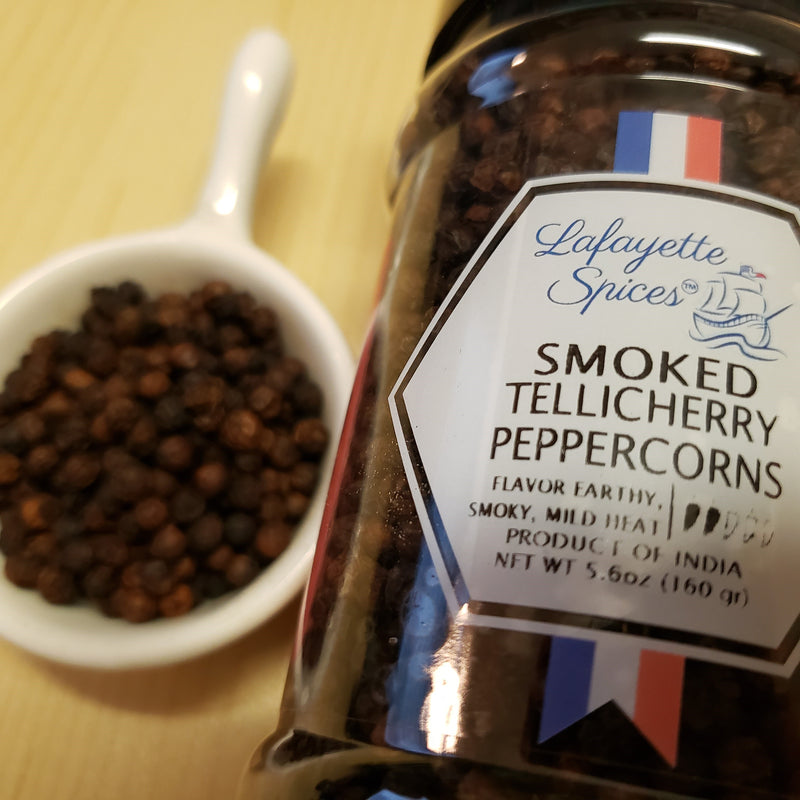 Lafayette
Spices™
SMOKED
TELLICHERRY
PEPPERCORNS
FLAVOR EARTHY,
SMOKY, MILD HEAT
PRODUCT OF INDIA
NET WT 5.6oz (160 gr)